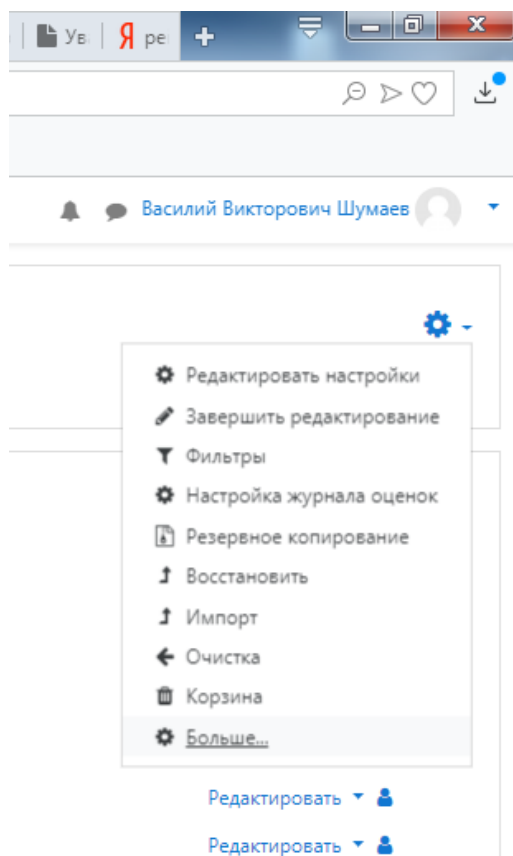 Ув
Я ре
Василий Викторович Шумаев
Редактировать настройки
Завершить редактирование
Фильтры
Настройка журнала оценок
Резервное копирование
Восстановить
Импорт
Очистка
Корзина
Больше...
Редактировать
Редактировать